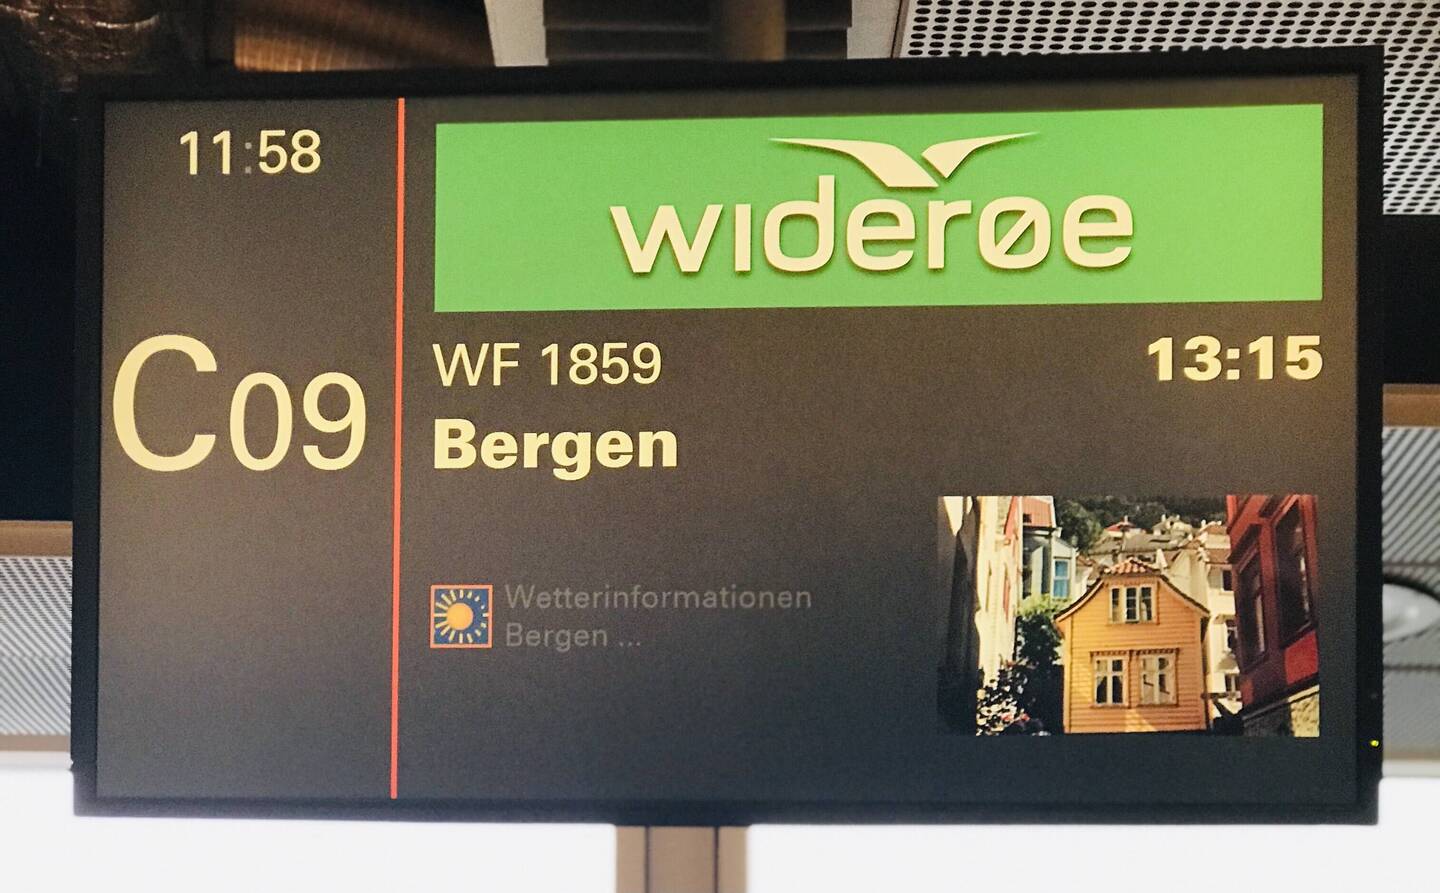 11:58
widerøe
C09
WF 1859 13:15
Bergen
Wetterinformationen
Bergen ...